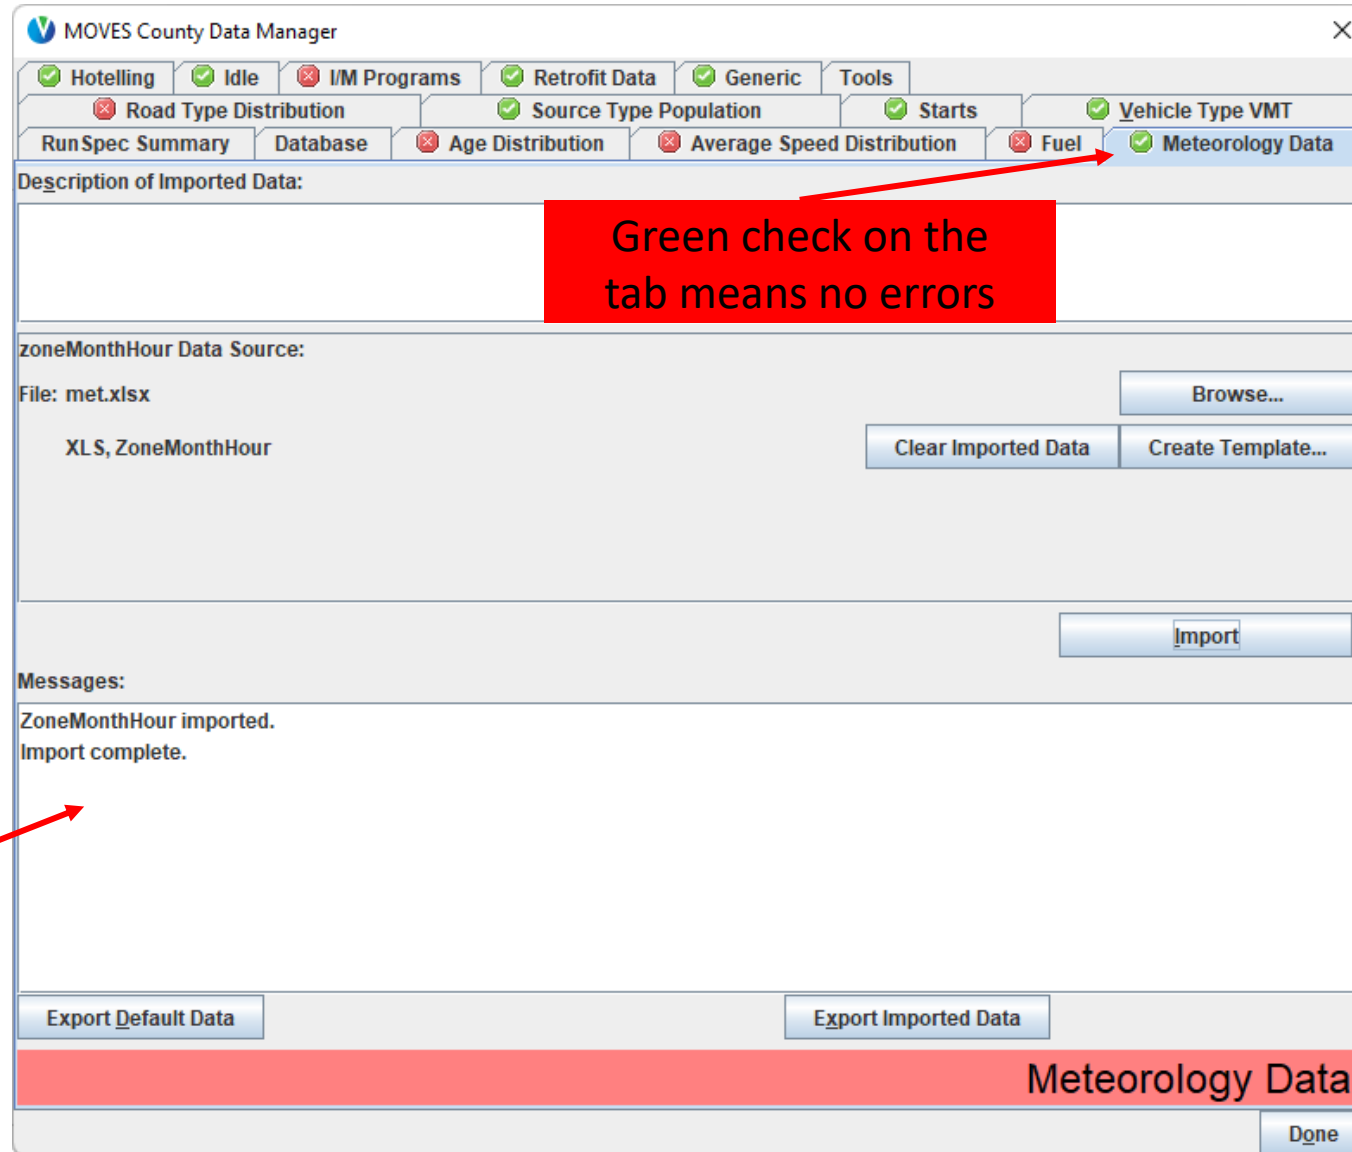 MOVES County Data Manager
Hotelling Idle I/M Programs Retrofit Data Generic Tools
Road Type Distribution Source Type Population Starts Vehicle Type VMT
RunSpec Summary Database Age Distribution Average Speed Distribution Fuel Meteorology Data
Description of Imported Data:
Green check on the
tab means no errors
zoneMonthHour Data Source:
File: met.xlsx Browse...
XLS, ZoneMonthHour Clear Imported Data Create Template...
Import
Messages:
ZoneMonthHour imported.
Import complete.
Export Default Data Export Imported Data
Meteorology Data
Done